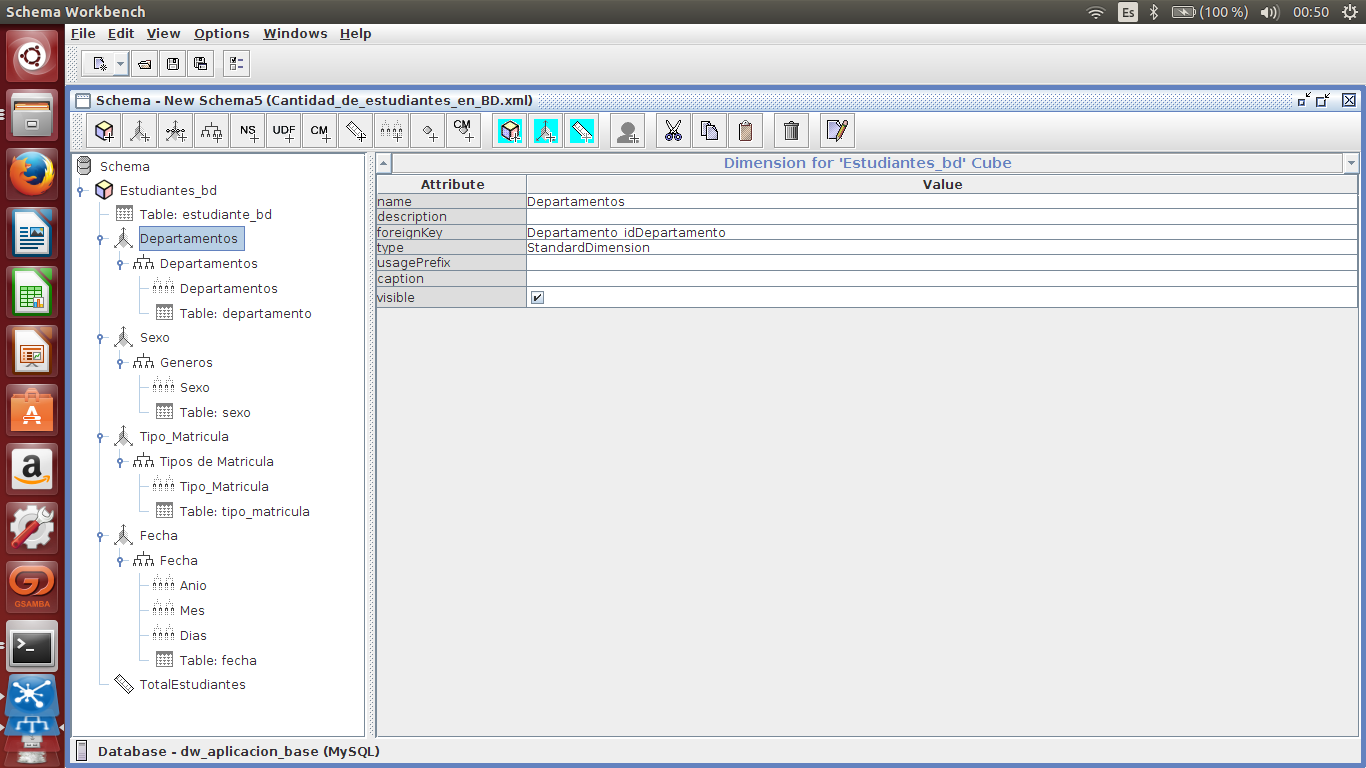 Schema Workbench
Es
(100 %)
00:50
File Edit View Options Windows Help
Schema - New Schema5 (Cantidad_de_estudiantes_en_BD.xml)
NS UDF CM CM
Schema
Estudiantes_bd
Table: estudiante_bd
Departamentos
Departamentos
Departamentos
Table: departamento
Sexo
Generos
Sexo
Table: sexo
Tipo_Matricula
Tipos de Matricula
Tipo_Matricula
Table: tipo_matricula
Fecha
Fecha
Anio
Mes
Dias
Table: fecha
TotalEstudiantes
Dimension for 'Estudiantes_bd' Cube
Attribute Value
name Departamentos
description
foreignKey Departamento_idDepartamento
type StandardDimension
usagePrefix
caption
visible
GSAMBA
Database - dw_aplicacion_base (MySQL)